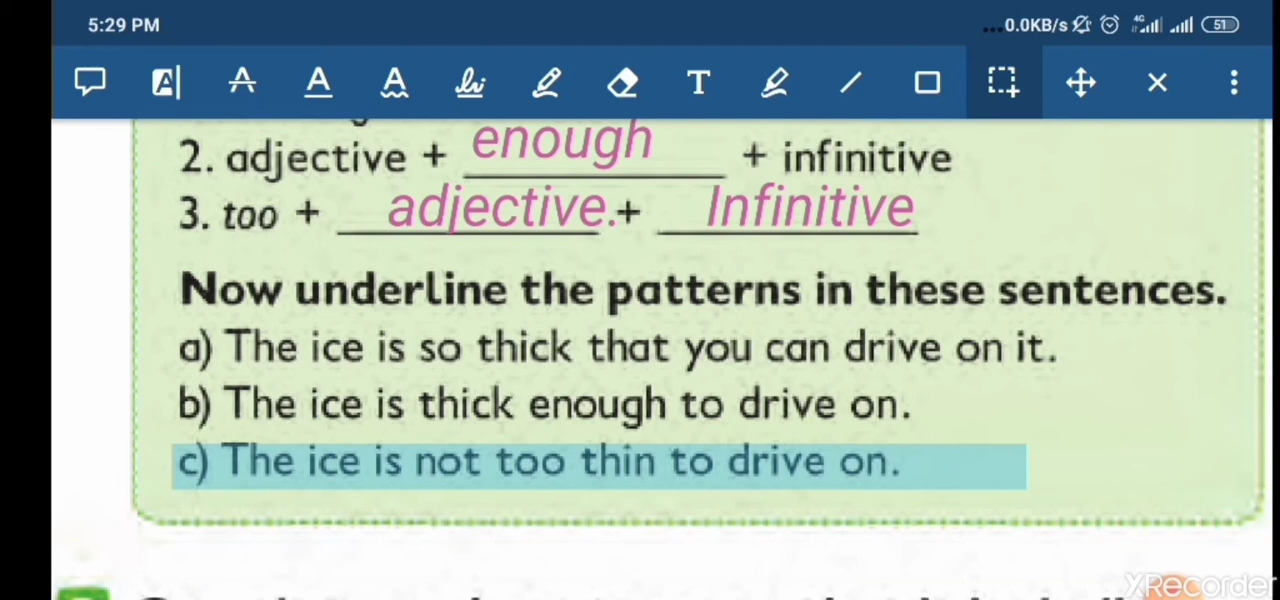 5:29 PM ...0.0KB/s 4G 51
A A A T
2. adjective + enough + infinitive
3. too + adjective. + Infinitive
Now underline the patterns in these sentences.
a) The ice is so thick that you can drive on it.
b) The ice is thick enough to drive on.
c) The ice is not too thin to drive on.
XRecorder